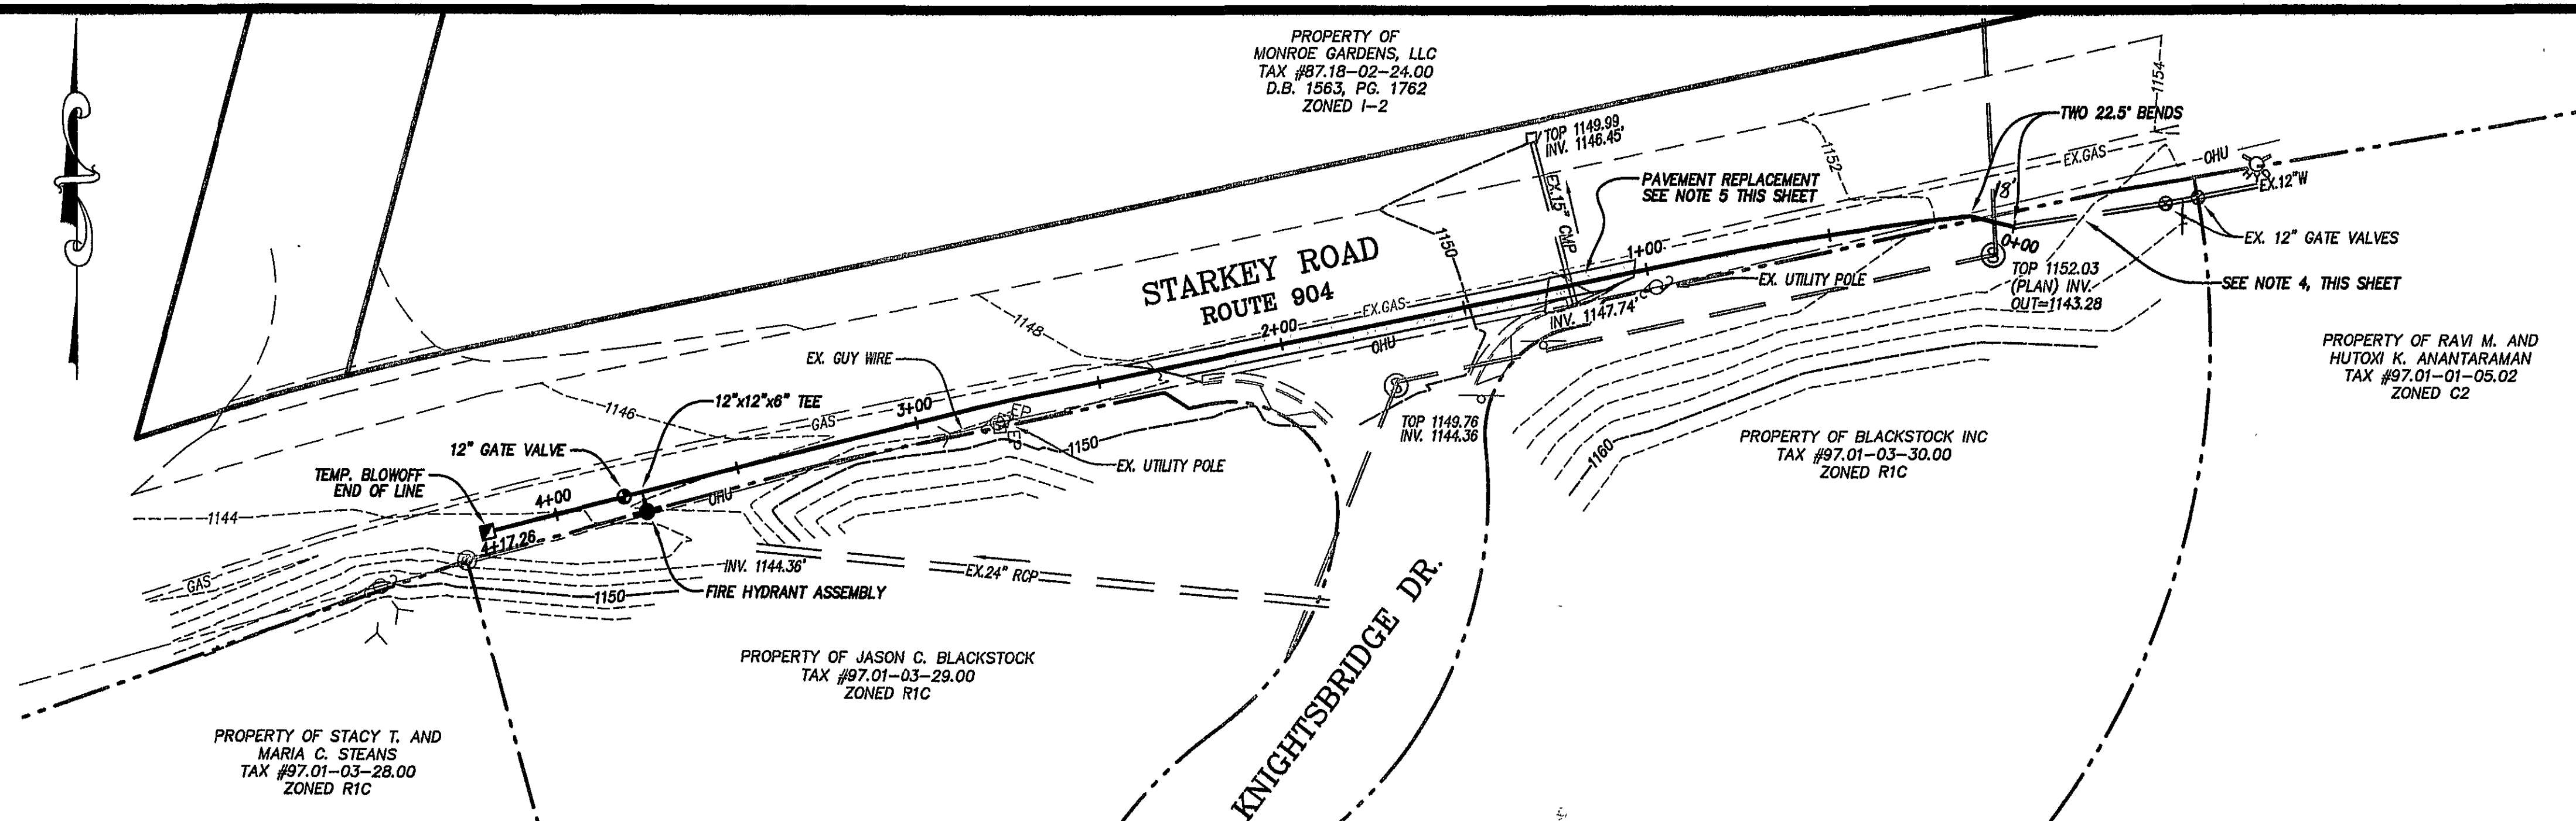 PROPERTY OF
MONROE GARDENS, LLC
TAX #87.18-02-24.00
D.B. 1563, PG. 1762
ZONED I-2
TOP 1149.99
INV. 1146.45'
EX.15" CMP
PAVEMENT REPLACEMENT
SEE NOTE 5 THIS SHEET
1152
1154
TWO 22.5° BENDS
EX.GAS
OHU
18'
EX.12"W
EX. 12" GATE VALVES
0+00
TOP 1152.03
(PLAN) INV.
OUT=1143.28
SEE NOTE 4, THIS SHEET
1150
1+00
EX. UTILITY POLE
INV. 1147.74'
STARKEY ROAD
ROUTE 904
EX.GAS
2+00
OHU
1148
EX. GUY WIRE
PROPERTY OF RAVI M. AND
HUTOXI K. ANANTARAMAN
TAX #97.01-01-05.02
ZONED C2
1146
12"x12"x6" TEE
3+00
GAS
EP
EP
1150
EX. UTILITY POLE
TOP 1149.76
INV. 1144.36
1160
PROPERTY OF BLACKSTOCK INC
TAX #97.01-03-30.00
ZONED R1C
12" GATE VALVE
TEMP. BLOWOFF
END OF LINE
4+00
OHU
1144
4+17.26
GAS
INV. 1144.36'
EX.24" RCP
1150
FIRE HYDRANT ASSEMBLY
KNIGHTSBRIDGE DR.
PROPERTY OF JASON C. BLACKSTOCK
TAX #97.01-03-29.00
ZONED R1C
PROPERTY OF STACY T. AND
MARIA C. STEANS
TAX #97.01-03-28.00
ZONED R1C